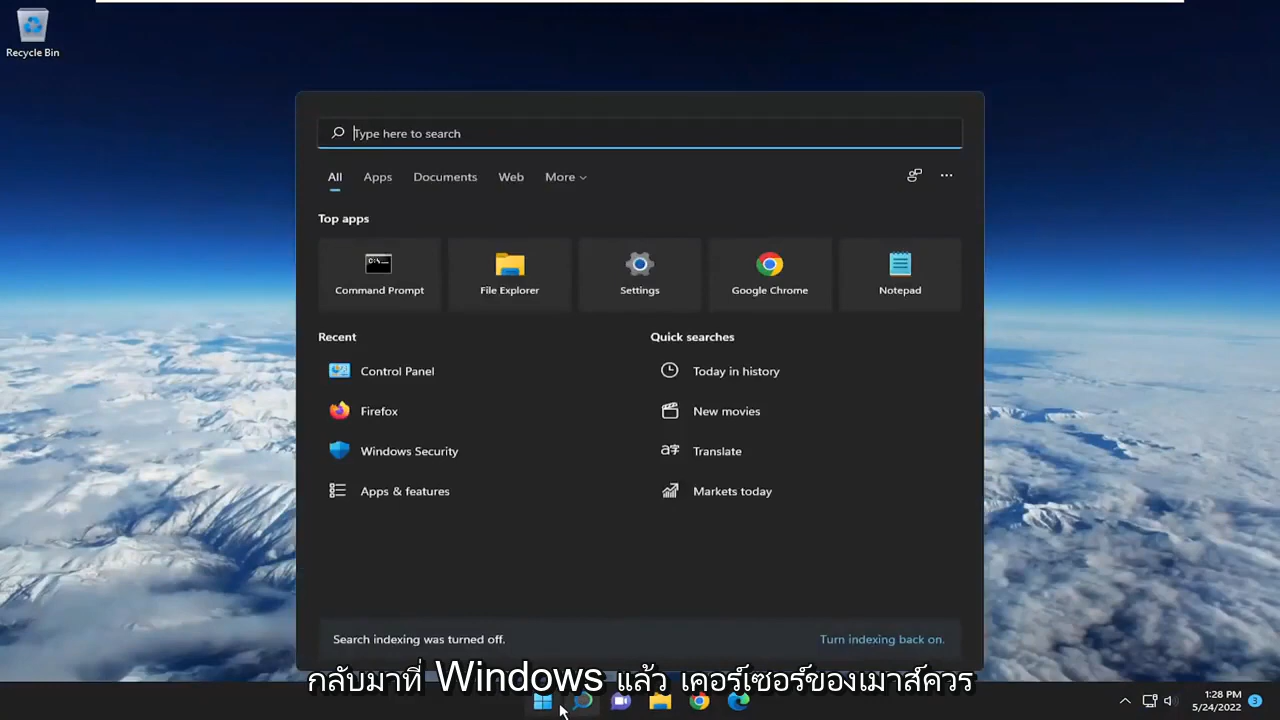 Recycle Bin
Type here to search
All Apps Documents Web More
Top apps
Command Prompt File Explorer Settings Google Chrome Notepad
Recent Quick searches
Control Panel Today in history
Firefox New movies
Windows Security Translate
Apps & features Markets today
Search indexing was turned off. Turn indexing back on.
กลับมาที่ Windows แล้ว เคอร์เซอร์ของเมาส์ควร
1:28 PM
5/24/2022 3